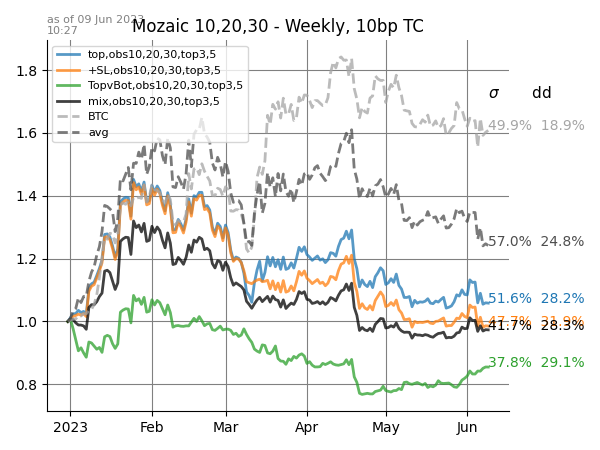 as of 09 Jun 2023
10:27
Mozaic 10,20,30 - Weekly, 10bp TC
top,obs10,20,30,top3,5
+SL,obs10,20,30,top3,5
TopvBot,obs10,20,30,top3,5
mix,obs10,20,30,top3,5
BTC
avg
σ dd
49.9% 18.9%
57.0% 24.8%
51.6% 28.2%
41.7% 28.3%
37.8% 29.1%
1.8
1.6
1.4
1.2
1.0
0.8
2023 Feb Mar Apr May Jun